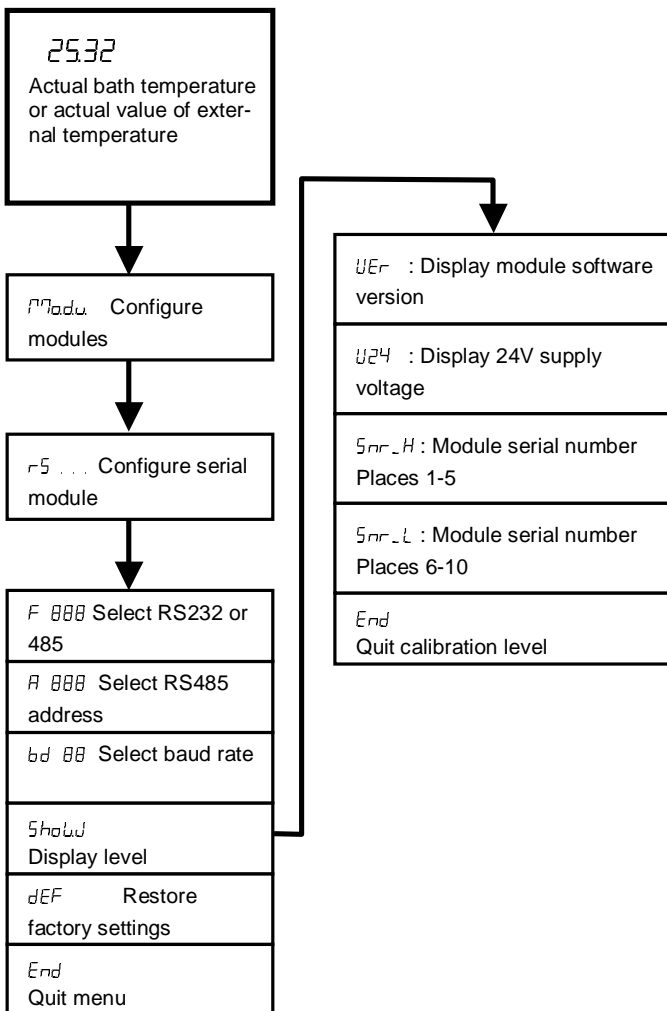 25.32
Actual bath temperature
or actual value of exter-
nal temperature
Modu. Configure
modules
rS ... Configure serial
module
F 888 Select RS232 or
485
A 888 Select RS485
address
bd 88 Select baud rate
ShoW
Display level
dEF Restore
factory settings
End
Quit menu
UEr : Display module software
version
U24 : Display 24V supply
voltage
Snr_H : Module serial number
Places 1-5
Snr_L : Module serial number
Places 6-10
End
Quit calibration level